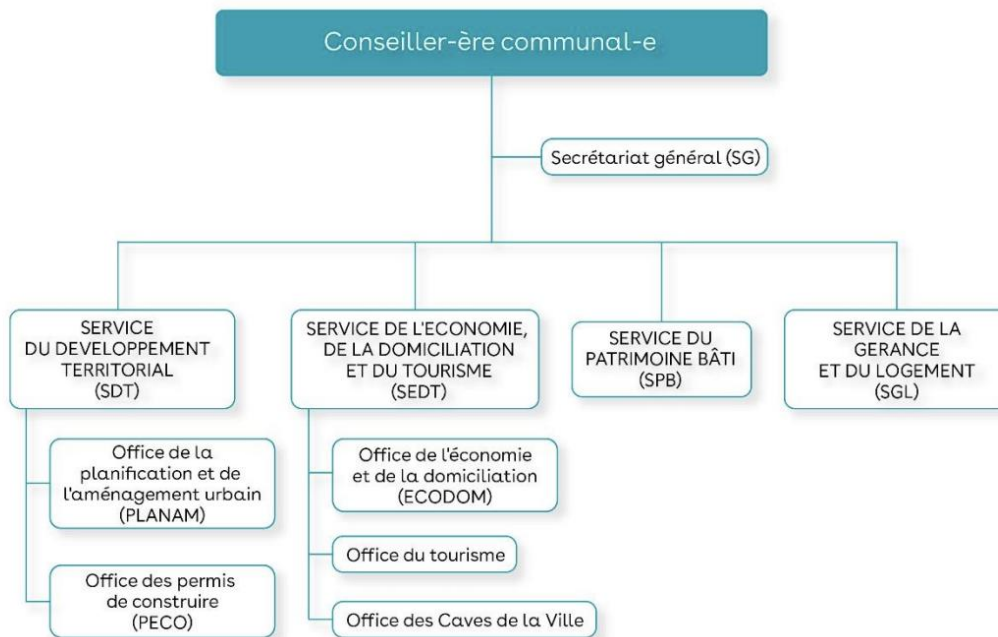 Conseiller-ère communal-e
Secrétariat général (SG)
SERVICE
DU DEVELOPPEMENT
TERRITORIAL
(SDT)
Office de la
planification et de
l'aménagement urbain
(PLANAM)
Office des permis
de construire
(PECO)
SERVICE DE L'ECONOMIE,
DE LA DOMICILIATION
ET DU TOURISME
(SEDT)
Office de l'économie
et de la domiciliation
(ECODOM)
Office du tourisme
Office des Caves de la Ville
SERVICE DU
PATRIMOINE BÂTI
(SPB)
SERVICE DE LA
GERANCE
ET DU LOGEMENT
(SGL)